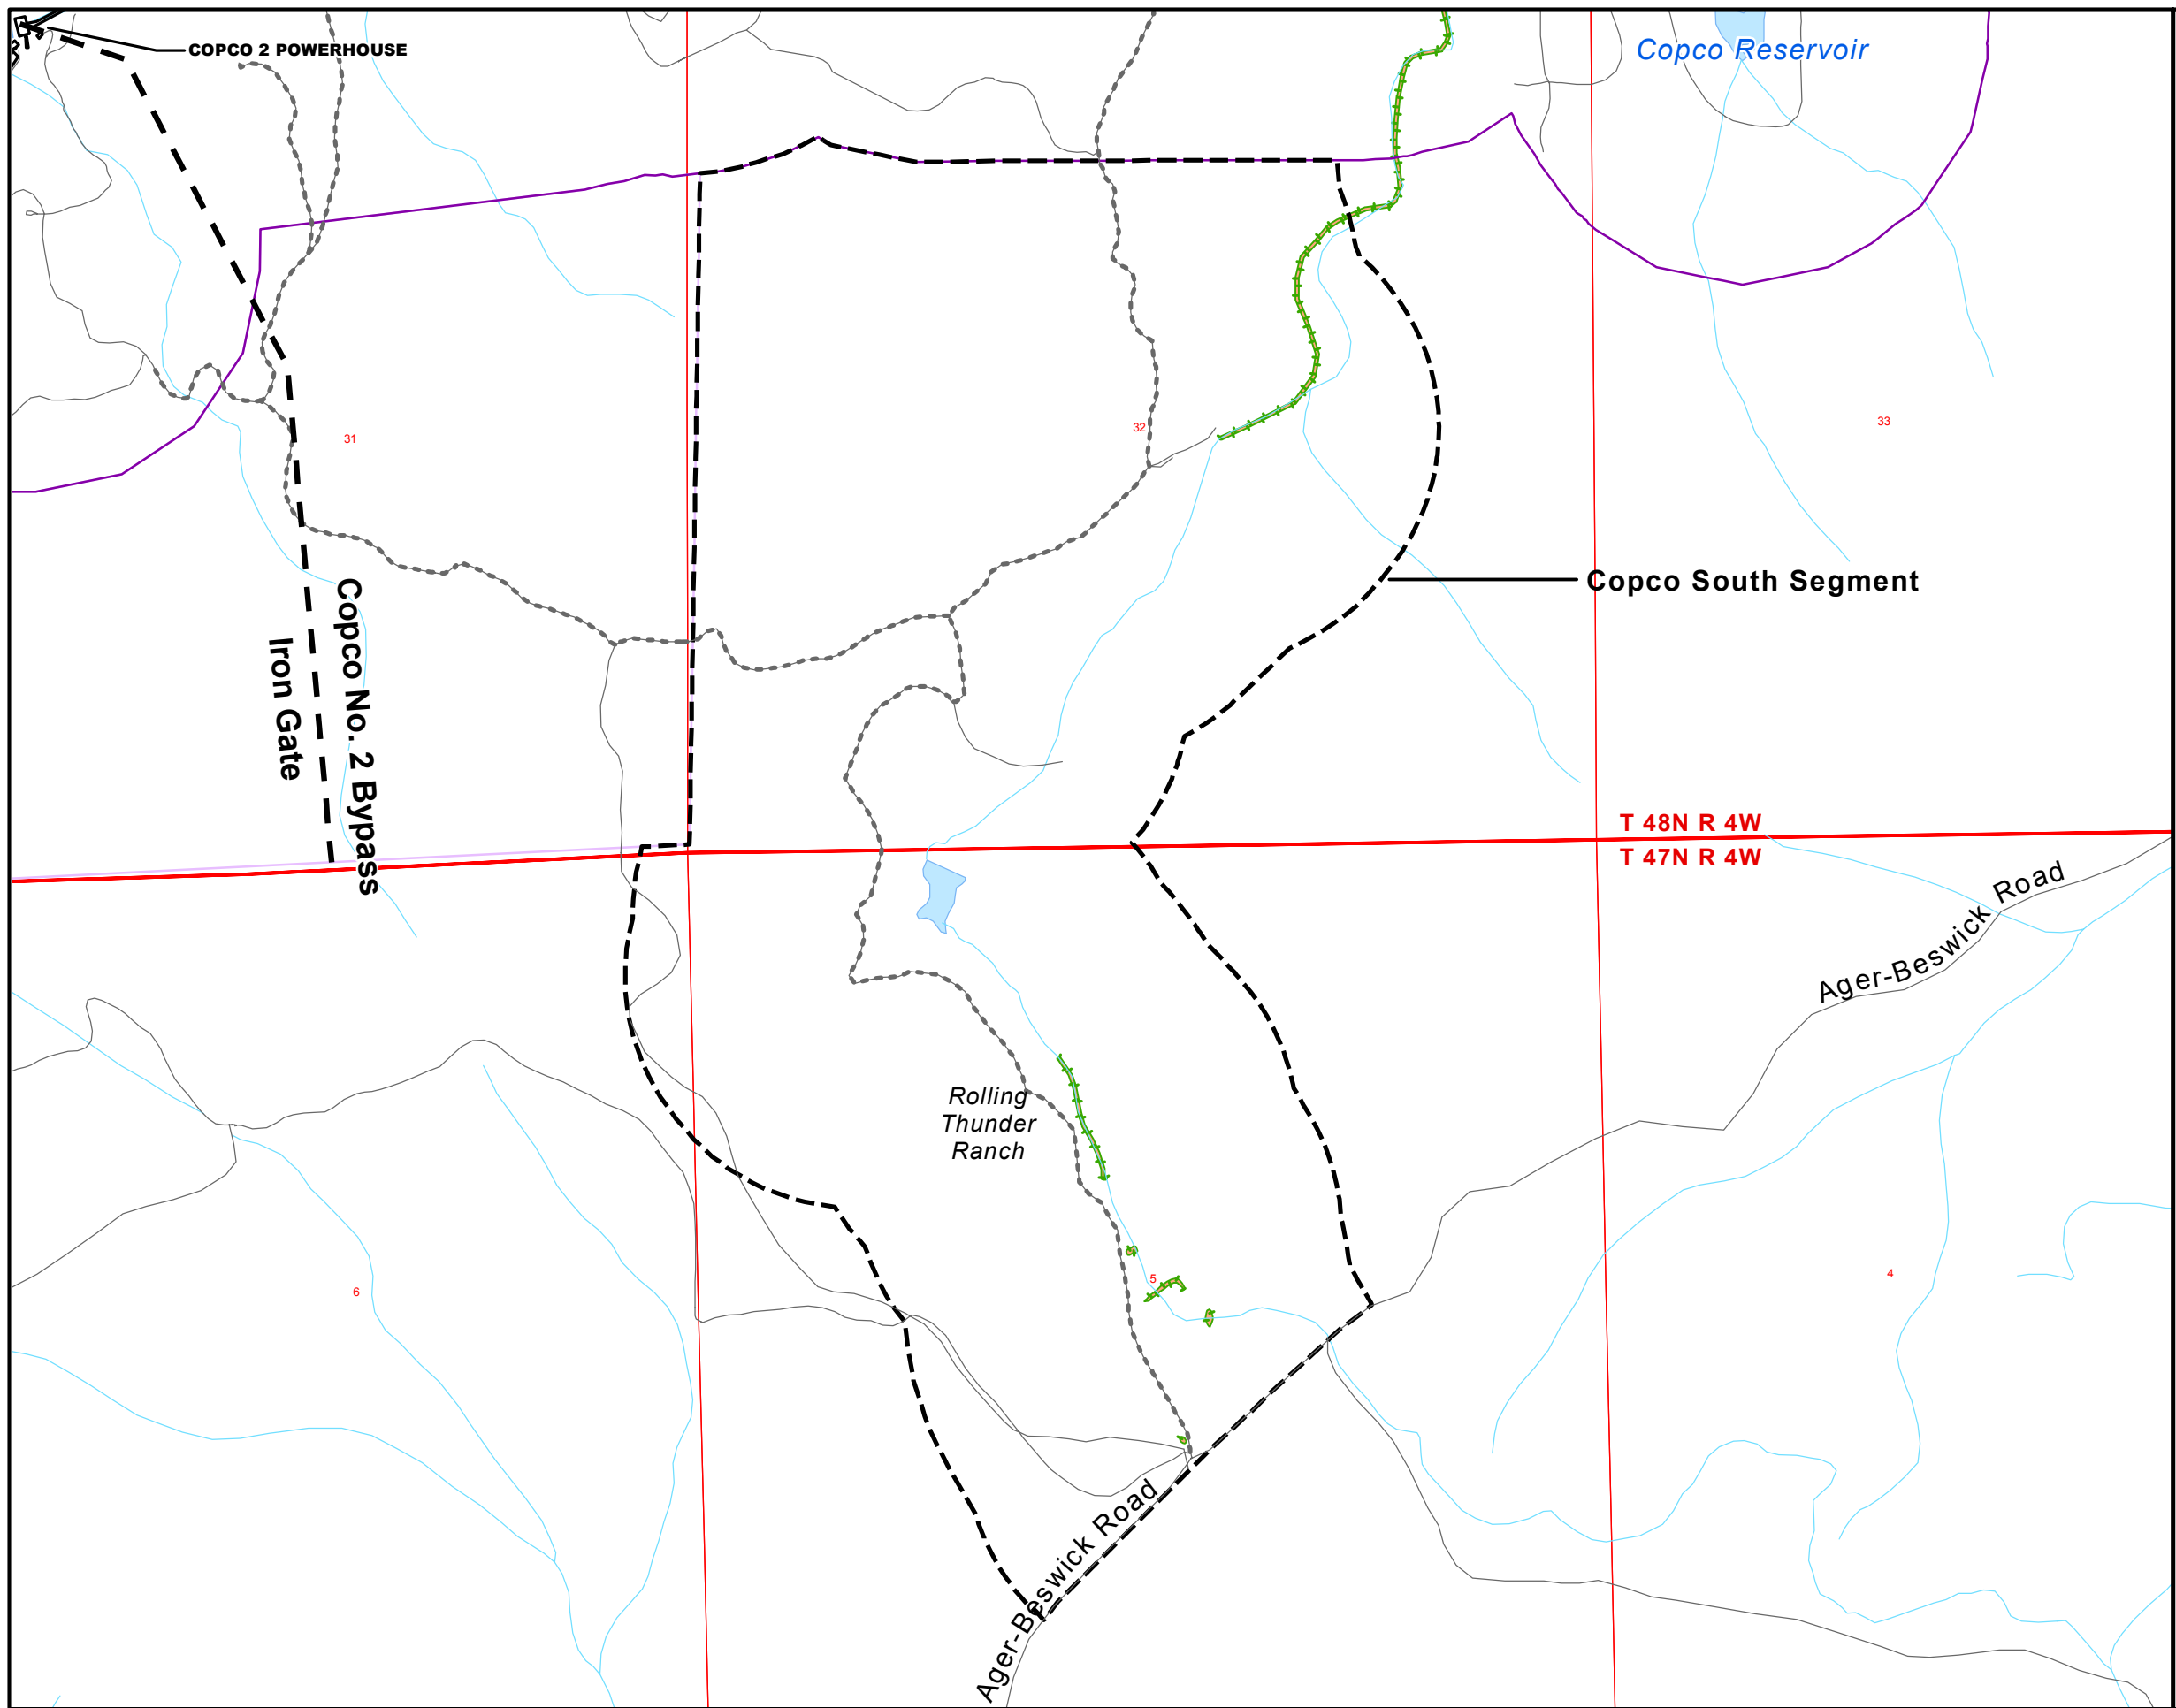 COPCO 2 POWERHOUSE
Copco Reservoir
31
32
33
Copco South Segment
Copco No. 2 Bypass
Iron Gate
T 48N R 4W
T 47N R 4W
Ager-Beswick Road
Rolling
Thunder
Ranch
5
4
6
Ager-Beswick Road